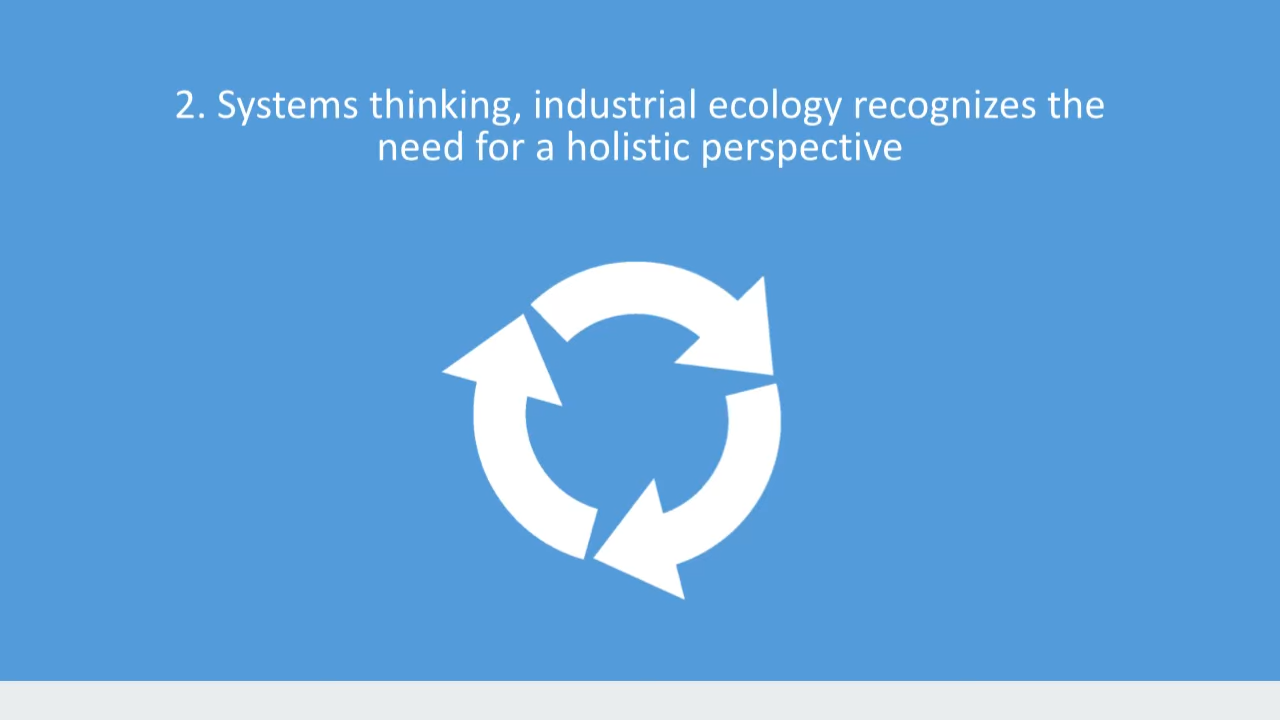 2. Systems thinking, industrial ecology recognizes the
need for a holistic perspective